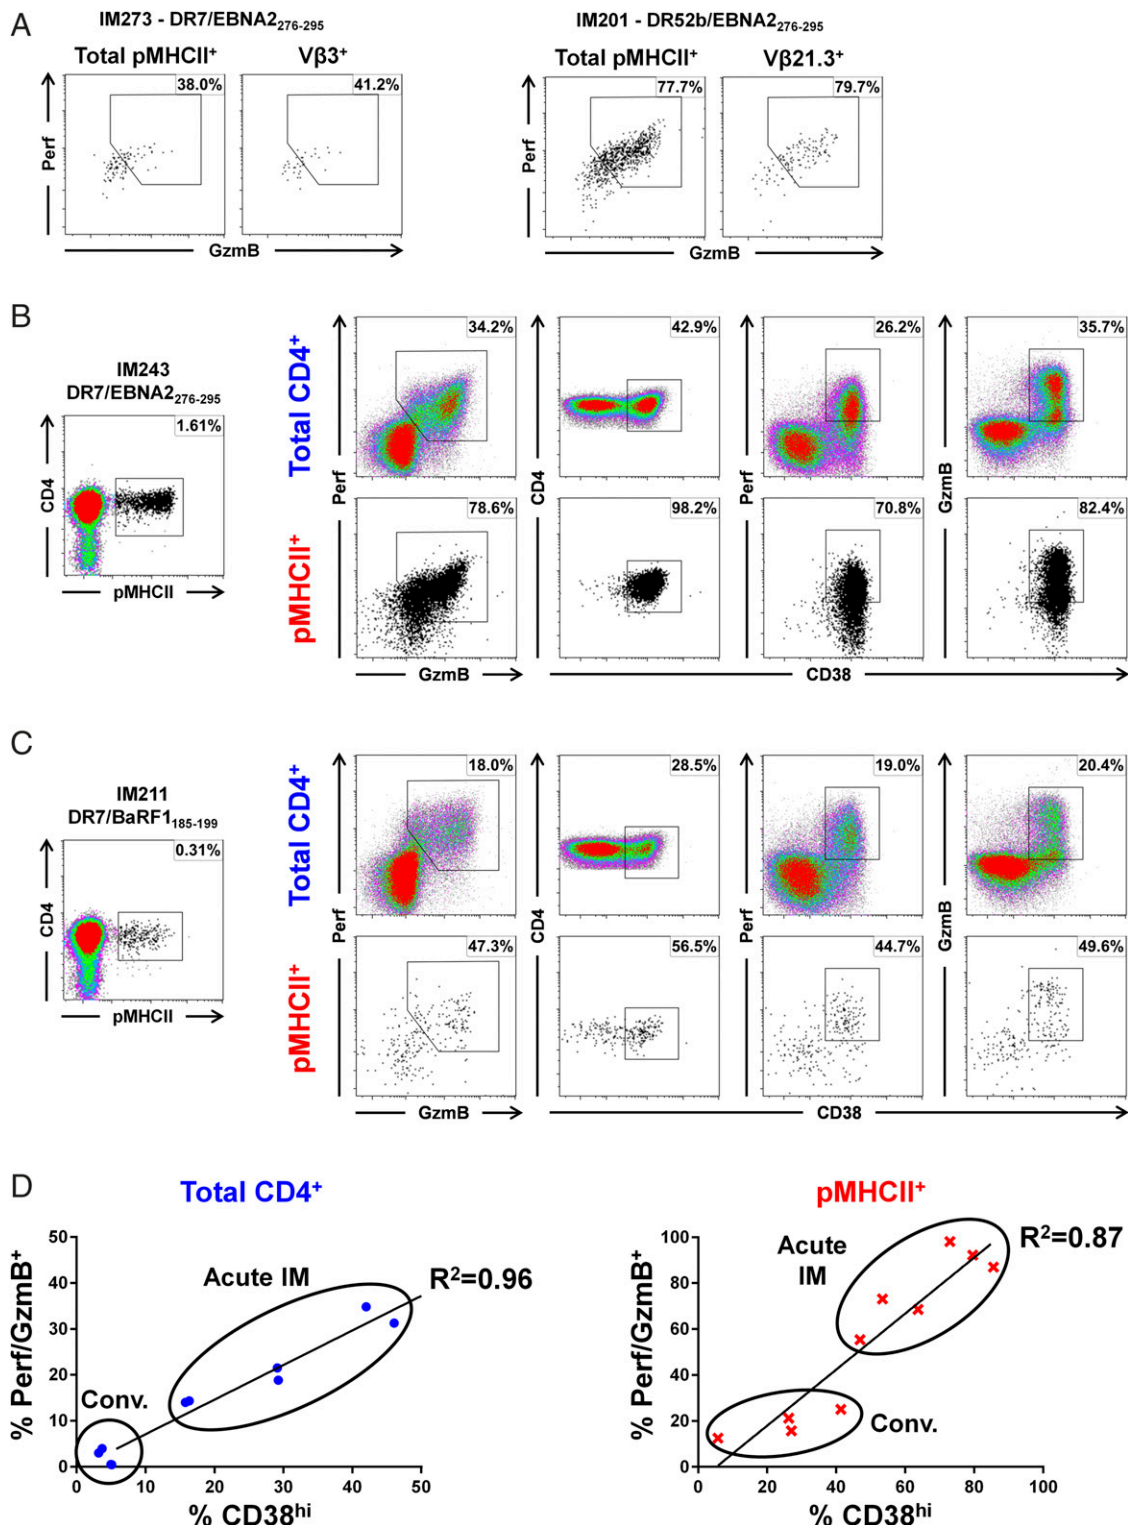 A
IM273 - DR7/EBNA2276-295
IM201 - DR52b/EBNA2276-295
Total pMHCII+
Vβ3+
Total pMHCII+
Vβ21.3+
38.0%
41.2%
77.7%
79.7%
Perf
Perf
GzmB
GzmB
B
IM243
DR7/EBNA2276-295
1.61%
CD4
pMHCII
Total CD4+
34.2%
42.9%
26.2%
35.7%
Perf
CD4
Perf
GzmB
pMHCII+
78.6%
98.2%
70.8%
82.4%
GzmB
CD38
C
IM211
DR7/BaRF1185-199
0.31%
CD4
pMHCII
Total CD4+
18.0%
28.5%
19.0%
20.4%
Perf
CD4
Perf
GzmB
pMHCII+
47.3%
56.5%
44.7%
49.6%
GzmB
CD38
D
Total CD4+
% Perf/GzmB+
50
40
30
20
10
0
Acute IM
R2=0.96
Conv.
0 10 20 30 40 50
% CD38hi
pMHCII+
% Perf/GzmB+
100
80
60
40
20
0
Acute
IM
R2=0.87
Conv.
0 20 40 60 80 100
% CD38hi